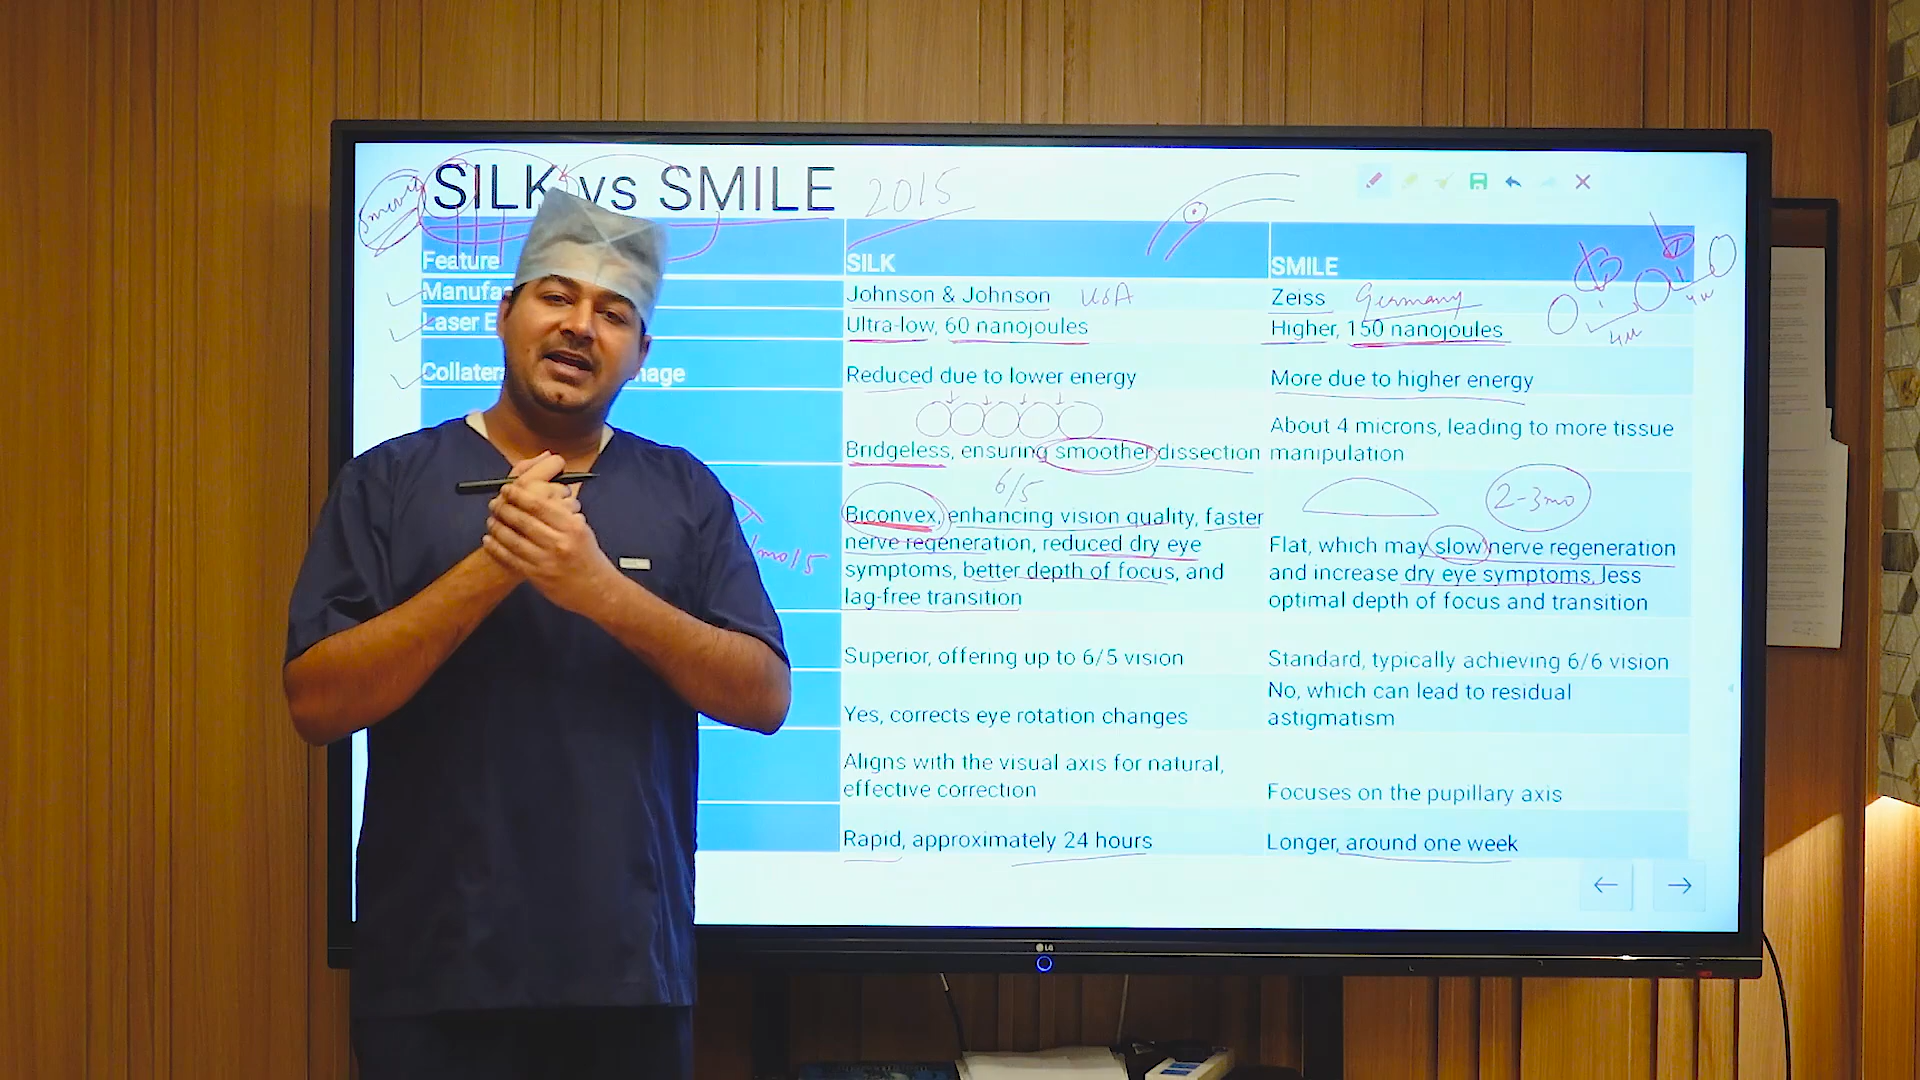 SILK vs SMILE 2015
Feature SILK SMILE
Manufa Johnson & Johnson USA Zeiss Germany
Laser E Ultra-low, 60 nanojoules Higher, 150 nanojoules
4u 4u
Collatera mage Reduced due to lower energy More due to higher energy
About 4 microns, leading to more tissue
Bridgeless, ensuring smoother dissection manipulation
6/5 2-3mo
Biconvex, enhancing vision quality, faster
nerve regeneration, reduced dry eye Flat, which may slow nerve regeneration
symptoms, better depth of focus, and and increase dry eye symptoms, less
lag-free transition optimal depth of focus and transition
Superior, offering up to 6/5 vision Standard, typically achieving 6/6 vision
No, which can lead to residual
Yes, corrects eye rotation changes astigmatism
Aligns with the visual axis for natural,
effective correction Focuses on the pupillary axis
Rapid, approximately 24 hours Longer, around one week
LG